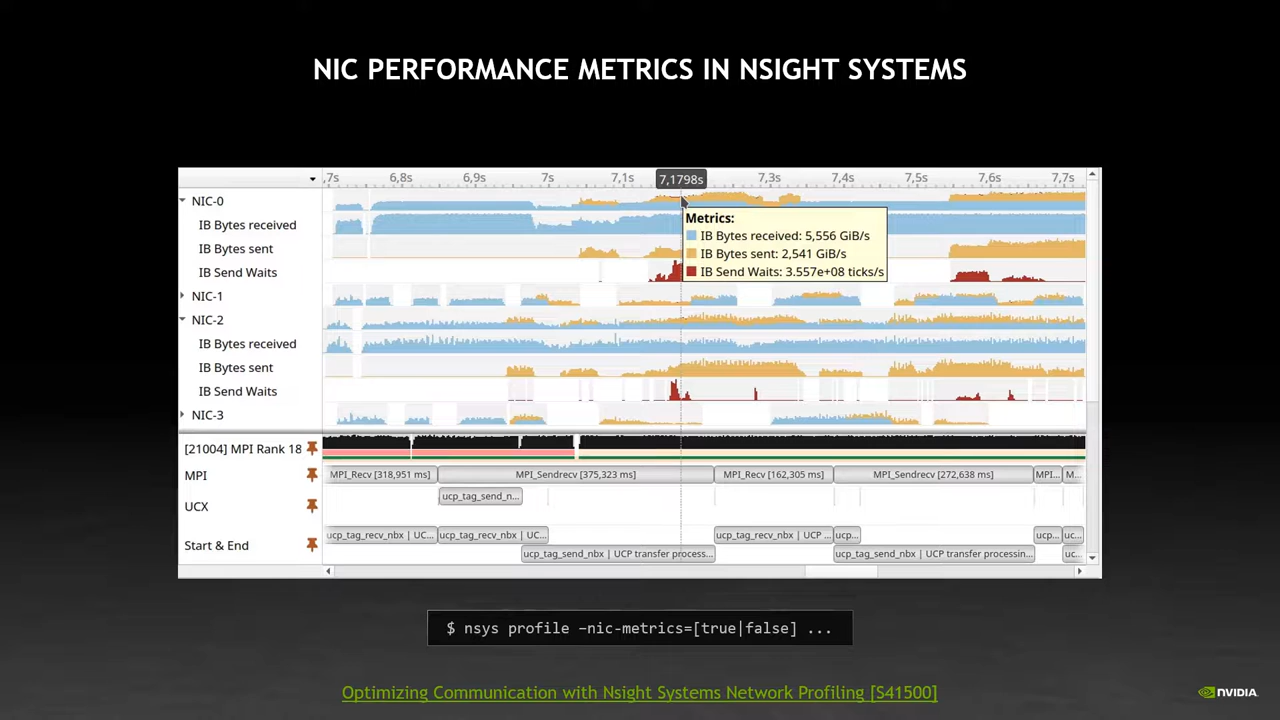 NIC PERFORMANCE METRICS IN NSIGHT SYSTEMS
,7s 6,8s 6,9s 7s 7,1s 7,1798s 7,3s 7,4s 7,5s 7,6s 7,7s
NIC-0
Metrics:
IB Bytes received
IB Bytes received: 5,556 GiB/s
IB Bytes sent
IB Bytes sent: 2,541 GiB/s
IB Send Waits
IB Send Waits: 3.557e+08 ticks/s
NIC-1
NIC-2
IB Bytes received
IB Bytes sent
IB Send Waits
NIC-3
[21004] MPI Rank 18
MPI MPI_Recv [318,951 ms] MPI_Sendrecv [375,323 ms] MPI_Recv [162,305 ms] MPI_Sendrecv [272,638 ms] MPI... M...
ucp_tag_send_n...
UCX
ucp_tag_recv_nbx | UC... ucp_tag_recv_nbx | UC... ucp_tag_recv_nbx | UCP ... ucp... ucp... uc...
Start & End
ucp_tag_send_nbx | UCP transfer process... ucp_tag_send_nbx | UCP transfer processin... uc...
$ nsys profile –nic-metrics=[true|false] ...
Optimizing Communication with Nsight Systems Network Profiling [S41500]
NVIDIA.